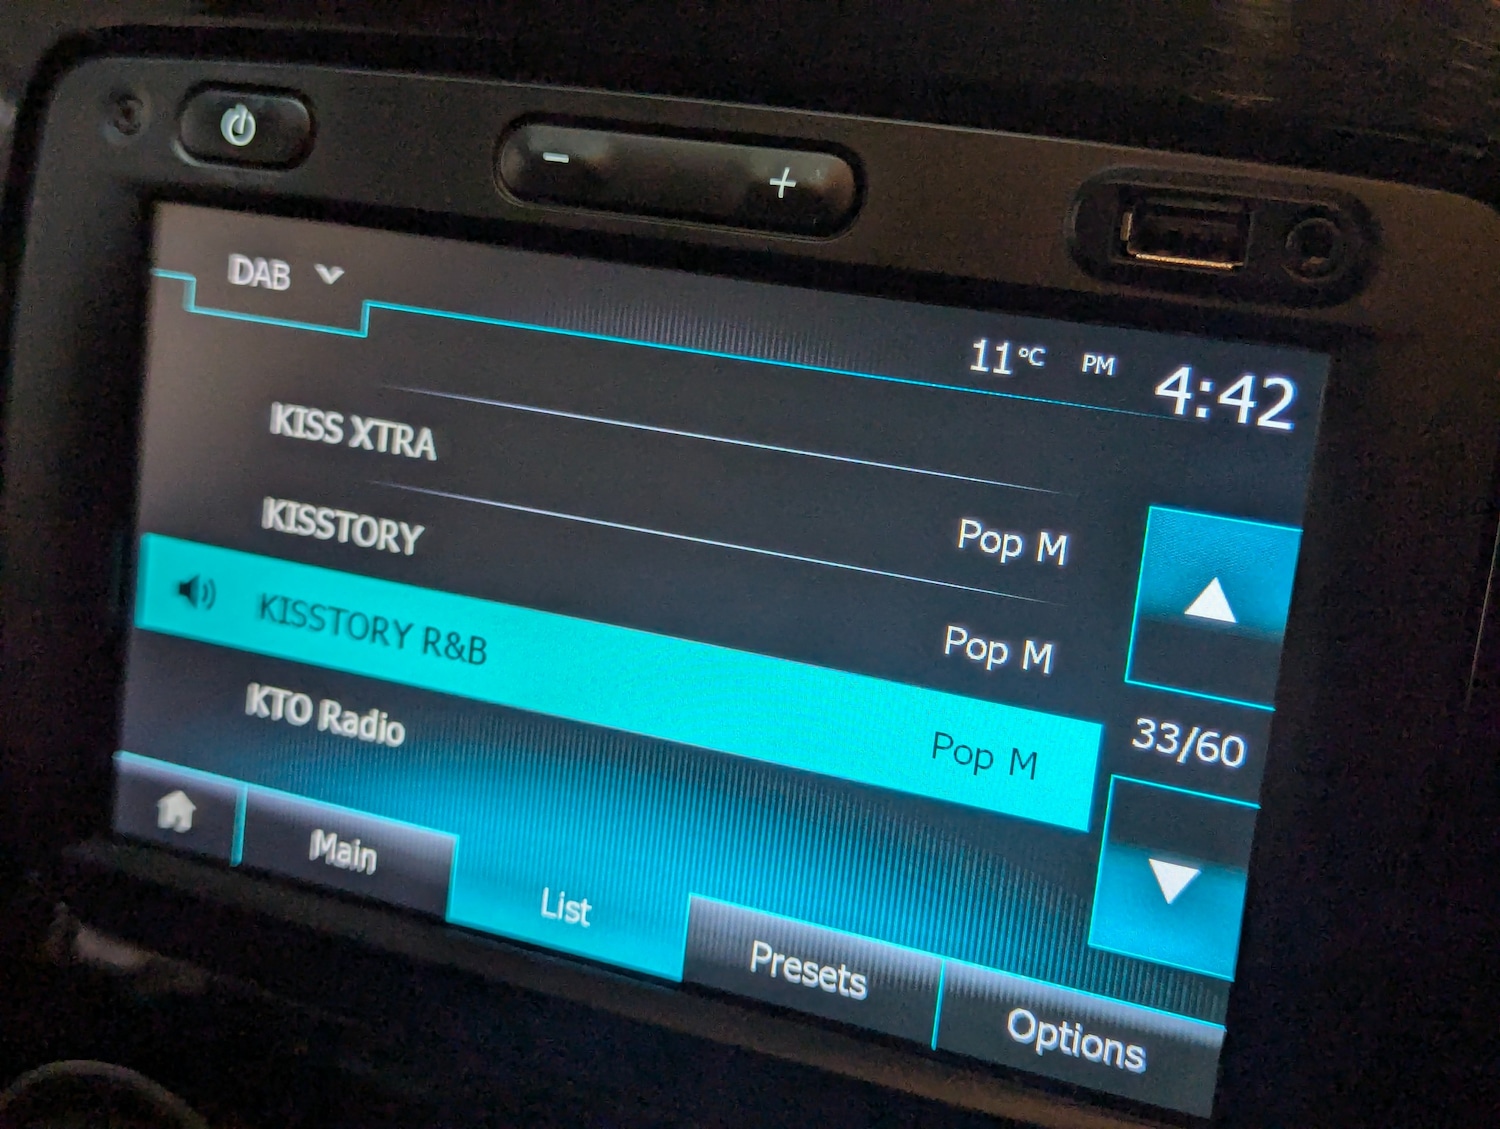 DAB
11°C PM 4:42
KISS XTRA Pop M
KISSTORY Pop M
KISSTORY R&B Pop M
KTO Radio
33/60
Main
List
Presets
Options